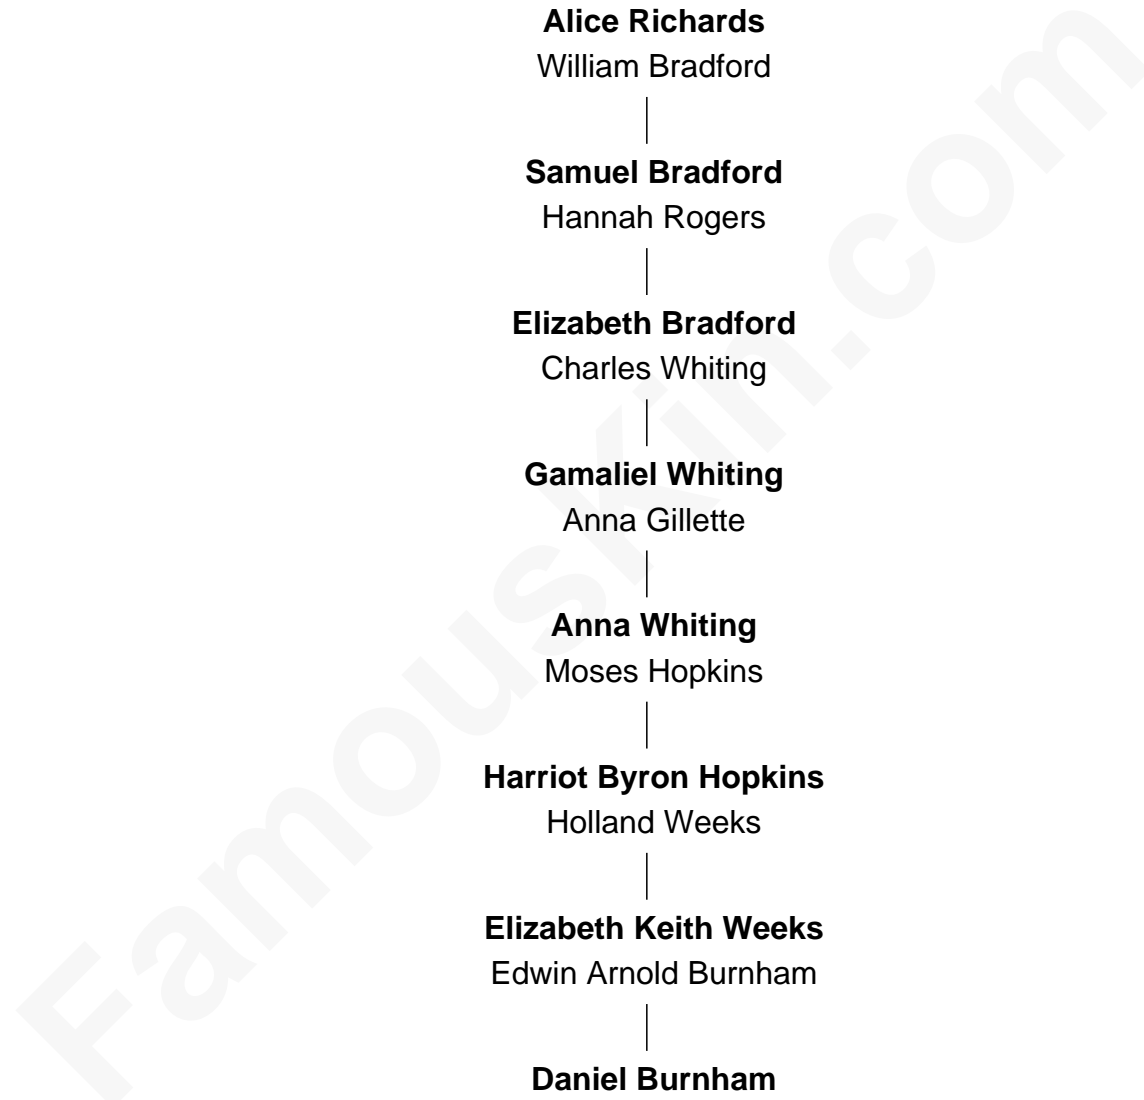 Alice Richards
William Bradford
Samuel Bradford
Hannah Rogers
Elizabeth Bradford
Charles Whiting
Gamaliel Whiting
Anna Gillette
Anna Whiting
Moses Hopkins
Harriot Byron Hopkins
Holland Weeks
Elizabeth Keith Weeks
Edwin Arnold Burnham
Daniel Burnham
FamousKin.com